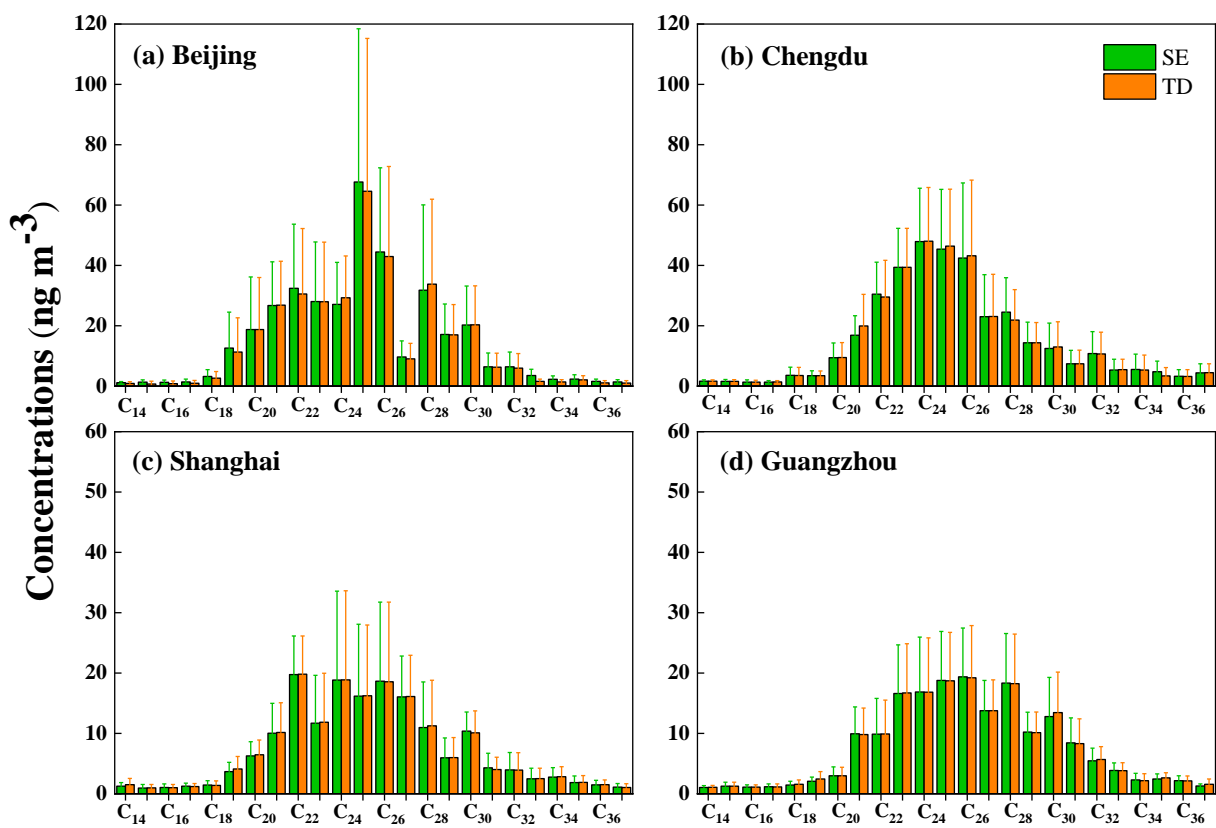 Concentrations (ng m⁻³)
(a) Beijing
120
100
80
60
40
20
0
C₁₄ C₁₆ C₁₈ C₂₀ C₂₂ C₂₄ C₂₆ C₂₈ C₃₀ C₃₂ C₃₄ C₃₆
(b) Chengdu
SE
TD
120
100
80
60
40
20
0
C₁₄ C₁₆ C₁₈ C₂₀ C₂₂ C₂₄ C₂₆ C₂₈ C₃₀ C₃₂ C₃₄ C₃₆
(c) Shanghai
60
50
40
30
20
10
0
C₁₄ C₁₆ C₁₈ C₂₀ C₂₂ C₂₄ C₂₆ C₂₈ C₃₀ C₃₂ C₃₄ C₃₆
(d) Guangzhou
60
50
40
30
20
10
0
C₁₄ C₁₆ C₁₈ C₂₀ C₂₂ C₂₄ C₂₆ C₂₈ C₃₀ C₃₂ C₃₄ C₃₆